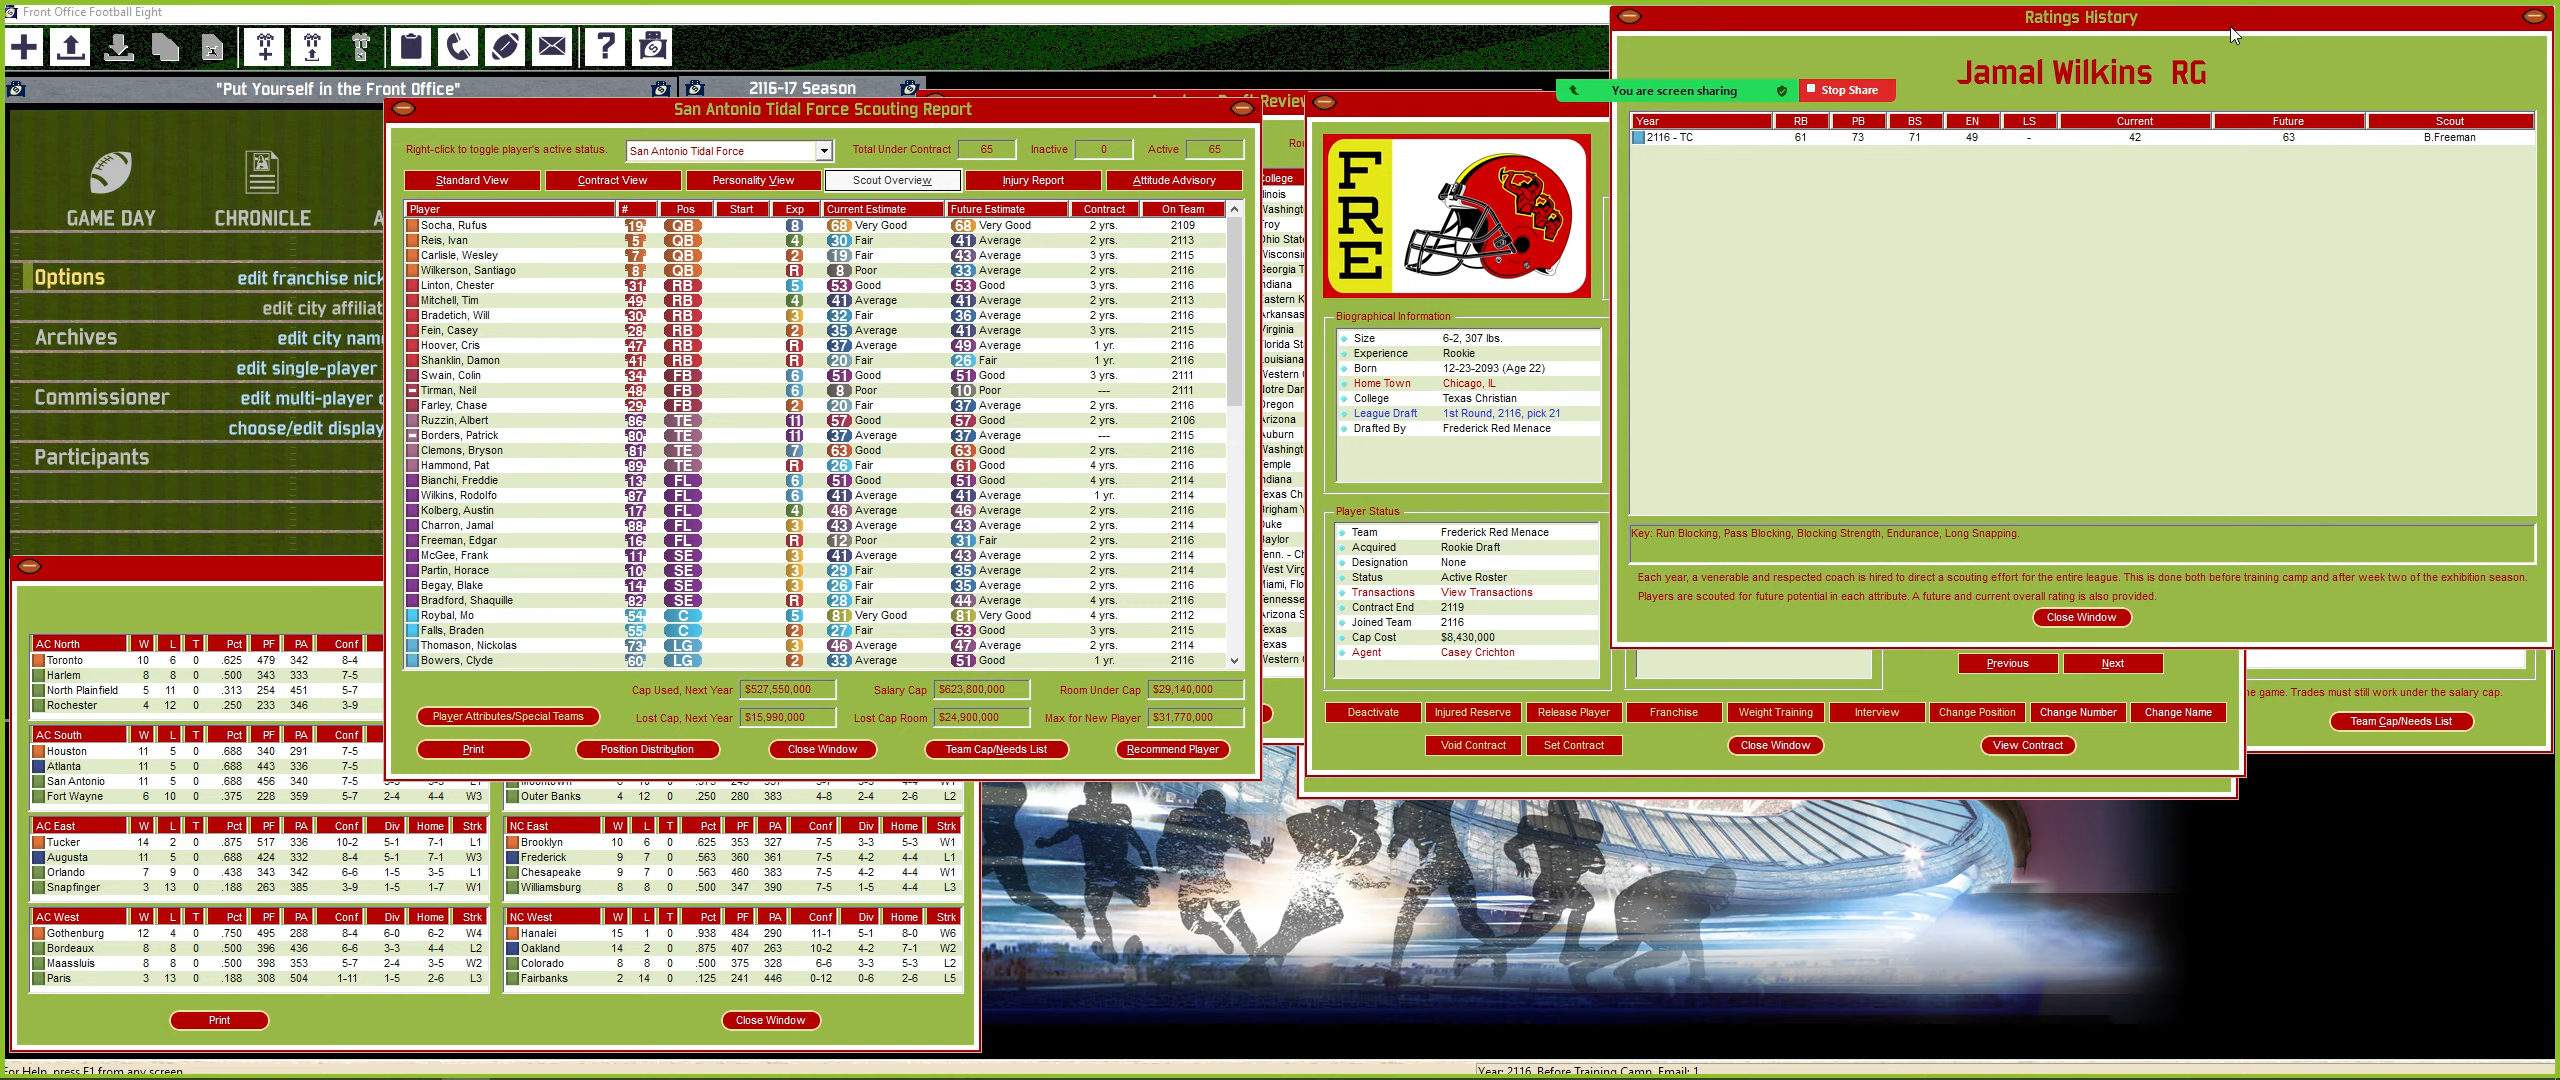 Front Office Football Eight
"Put Yourself in the Front Office"
2116-17 Season
GAME DAY
CHRONICLE
Options
edit franchise nick
edit city affiliat
Archives
edit city nam
edit single-player
Commissioner
edit multi-player
choose/edit display
Participants
San Antonio Tidal Force Scouting Report
Right-click to toggle player's active status.
San Antonio Tidal Force
Total Under Contract 65 Inactive 0 Active 65
Standard View Contract View Personality View Scout Overview Injury Report Attitude Advisory
Player # Pos Start Exp Current Estimate Future Estimate Contract On Team
Socha, Rufus 19 QB 8 68 Very Good 68 Very Good 2 yrs. 2109
Reis, Ivan 5 QB 4 30 Fair 41 Average 2 yrs. 2113
Carlisle, Wesley 7 QB 2 19 Fair 43 Average 3 yrs. 2115
Wilkerson, Santiago 8 QB R 8 Poor 33 Average 2 yrs. 2116
Linton, Chester 31 RB 5 53 Good 53 Good 3 yrs. 2116
Mitchell, Tim 49 RB 4 41 Average 41 Average 2 yrs. 2113
Bradetich, Will 30 RB 3 32 Fair 36 Average 2 yrs. 2116
Fein, Casey 28 RB 2 35 Average 41 Average 3 yrs. 2115
Hoover, Cris 47 RB R 37 Average 49 Average 1 yr. 2116
Shanklin, Damon 41 RB R 20 Fair 26 Fair 1 yr. 2116
Swain, Colin 34 FB 6 51 Good 51 Good 3 yrs. 2111
Tirman, Neil 48 FB 6 8 Poor 10 Poor --- 2111
Farley, Chase 29 FB 2 20 Fair 37 Average 2 yrs. 2116
Ruzzin, Albert 86 TE 11 57 Good 57 Good 2 yrs. 2106
Borders, Patrick 80 TE 11 37 Average 37 Average --- 2115
Clemons, Bryson 81 TE 7 63 Good 63 Good 2 yrs. 2116
Hammond, Pat 89 TE R 26 Fair 61 Good 4 yrs. 2116
Bianchi, Freddie 13 FL 6 51 Good 51 Good 4 yrs. 2114
Wilkins, Rodolfo 87 FL 6 41 Average 41 Average 1 yr. 2114
Kolberg, Austin 17 FL 4 46 Average 46 Average 2 yrs. 2116
Charron, Jamal 88 FL 3 43 Average 43 Average 2 yrs. 2114
Freeman, Edgar 16 FL R 12 Poor 31 Fair 2 yrs. 2116
McGee, Frank 11 SE 3 41 Average 43 Average 2 yrs. 2114
Partin, Horace 10 SE 3 29 Fair 35 Average 2 yrs. 2114
Begay, Blake 14 SE 3 26 Fair 35 Average 2 yrs. 2116
Bradford, Shaquille 82 SE R 28 Fair 44 Average 4 yrs. 2116
Roybal, Mo 54 C 5 81 Very Good 81 Very Good 4 yrs. 2112
Falls, Braden 55 C 2 27 Fair 53 Good 3 yrs. 2115
Thomason, Nickolas 73 LG 3 46 Average 47 Average 2 yrs. 2114
Bowers, Clyde 60 LG 2 33 Average 51 Good 1 yr. 2116
Cap Used, Next Year $527,550,000 Salary Cap $623,800,000 Room Under Cap $29,140,000
Player Attributes/Special Teams Lost Cap, Next Year $15,990,000 Lost Cap Room $24,900,000 Max for New Player $31,770,000
Print Position Distribution Close Window Team Cap/Needs List Recommend Player
AC North W L T Pct PF PA Conf
Toronto 10 6 0 .625 479 342 8-4
Harlem 8 8 0 .500 343 333 7-5
North Plainfield 5 11 0 .313 254 451 5-7
Rochester 4 12 0 .250 233 346 3-9
AC South W L T Pct PF PA Conf
Houston 11 5 0 .688 340 291 7-5
Atlanta 11 5 0 .688 443 336 7-5
San Antonio 11 5 0 .688 456 340 7-5
Fort Wayne 6 10 0 .375 228 359 5-7 2-4 4-4 W3
Outer Banks 4 12 0 .250 280 383 4-8 2-4 2-6 L2
AC East W L T Pct PF PA Conf Div Home Strk
Tucker 14 2 0 .875 517 336 10-2 5-1 7-1 L1
Augusta 11 5 0 .688 424 332 8-4 5-1 7-1 W3
Orlando 7 9 0 .438 343 342 6-6 1-5 3-5 L1
Snapfinger 3 13 0 .188 263 385 3-9 1-5 1-7 W1
NC East W L T Pct PF PA Conf Div Home Strk
Brooklyn 10 6 0 .625 353 327 7-5 3-3 5-3 W1
Frederick 9 7 0 .563 360 361 7-5 4-2 4-4 L1
Chesapeake 9 7 0 .563 460 383 7-5 4-2 4-4 W1
Williamsburg 8 8 0 .500 347 390 7-5 1-5 4-4 L3
AC West W L T Pct PF PA Conf Div Home Strk
Gothenburg 12 4 0 .750 495 288 8-4 6-0 6-2 W4
Bordeaux 8 8 0 .500 396 436 6-6 3-3 4-4 L2
Maassluis 8 8 0 .500 398 353 5-7 2-4 3-5 W2
Paris 3 13 0 .188 308 504 1-11 1-5 2-6 L3
NC West W L T Pct PF PA Conf Div Home Strk
Hanalei 15 1 0 .938 484 290 11-1 5-1 8-0 W6
Oakland 14 2 0 .875 407 263 10-2 4-2 7-1 W2
Colorado 8 8 0 .500 375 328 6-6 3-3 5-3 L2
Fairbanks 2 14 0 .125 241 446 0-12 0-6 2-6 L5
Print Close Window
FRE
Biographical Information
Size 6-2, 307 lbs.
Experience Rookie
Born 12-23-2093 (Age 22)
Home Town Chicago, IL
College Texas Christian
League Draft 1st Round, 2116, pick 21
Drafted By Frederick Red Menace
Player Status
Team Frederick Red Menace
Acquired Rookie Draft
Designation None
Status Active Roster
Transactions View Transactions
Contract End 2119
Joined Team 2116
Cap Cost $8,430,000
Agent Casey Crichton
Previous Next
Deactivate Injured Reserve Release Player Franchise Weight Training Interview Change Position Change Number Change Name
Void Contract Set Contract Close Window View Contract
he game. Trades must still work under the salary cap.
Team Cap/Needs List
You are screen sharing Stop Share
Ratings History
Jamal Wilkins RG
Year RB PB BS EN LS Current Future Scout
2116 - TC 61 73 71 49 - 42 63 B.Freeman
Key: Run Blocking, Pass Blocking, Blocking Strength, Endurance, Long Snapping.
Each year, a venerable and respected coach is hired to direct a scouting effort for the entire league. This is done both before training camp and after week two of the exhibition season.
Players are scouted for future potential in each attribute. A future and current overall rating is also provided.
Close Window
For Help, press F1 from any screen
Year: 2116, Before Training Camp, Email: 1